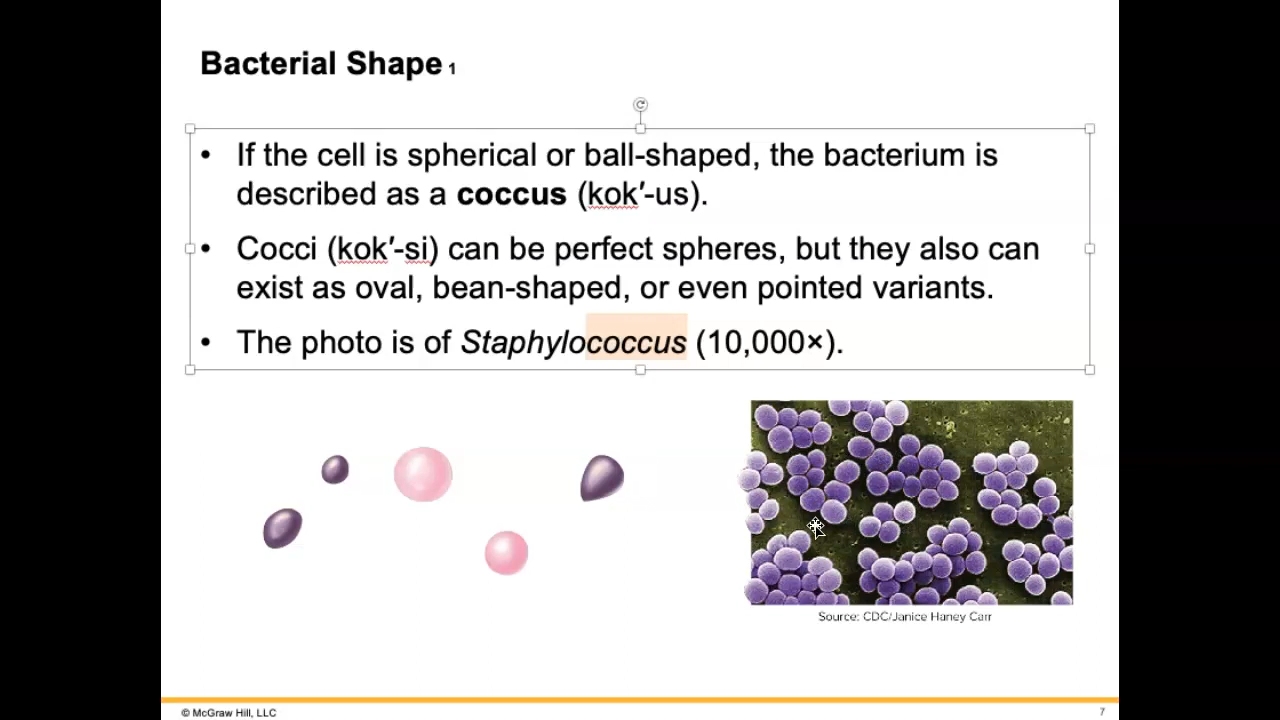 Bacterial Shape 1
• If the cell is spherical or ball-shaped, the bacterium is
described as a coccus (kok′-us).
• Cocci (kok′-si) can be perfect spheres, but they also can
exist as oval, bean-shaped, or even pointed variants.
• The photo is of Staphylococcus (10,000×).
Source: CDC/Janice Haney Carr
© McGraw Hill, LLC
7